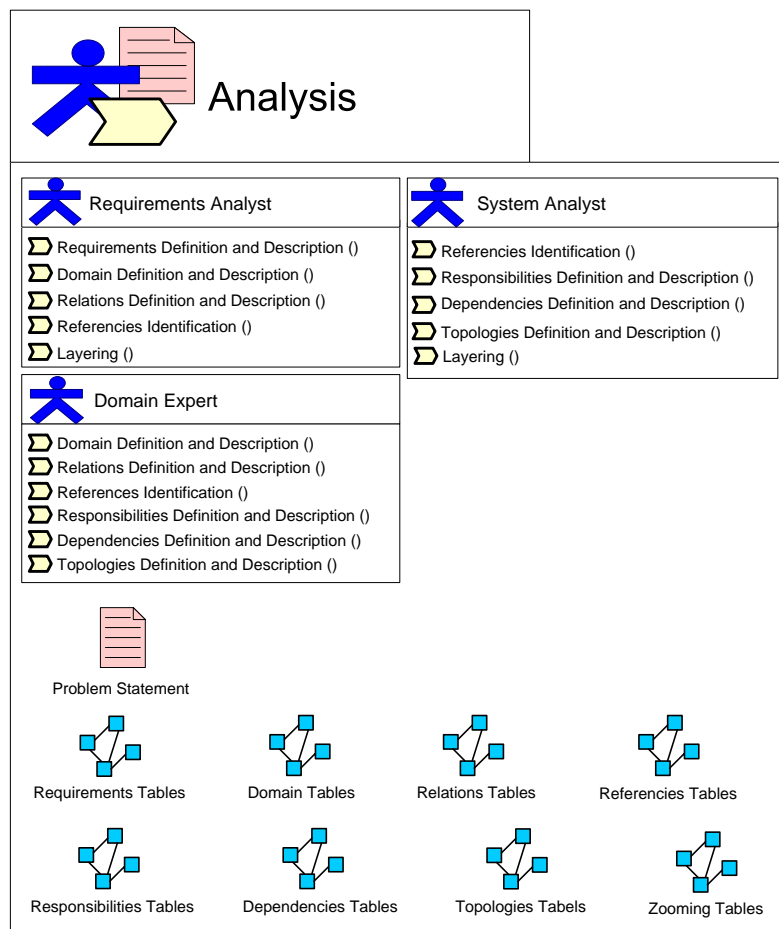 Analysis
Requirements Analyst
Requirements Definition and Description ()
Domain Definition and Description ()
Relations Definition and Description ()
Referencies Identification ()
Layering ()
System Analyst
Referencies Identification ()
Responsibilities Definition and Description ()
Dependencies Definition and Description ()
Topologies Definition and Description ()
Layering ()
Domain Expert
Domain Definition and Description ()
Relations Definition and Description ()
References Identification ()
Responsibilities Definition and Description ()
Dependencies Definition and Description ()
Topologies Definition and Description ()
Problem Statement
Requirements Tables
Domain Tables
Relations Tables
Referencies Tables
Responsibilities Tables
Dependencies Tables
Topologies Tabels
Zooming Tables